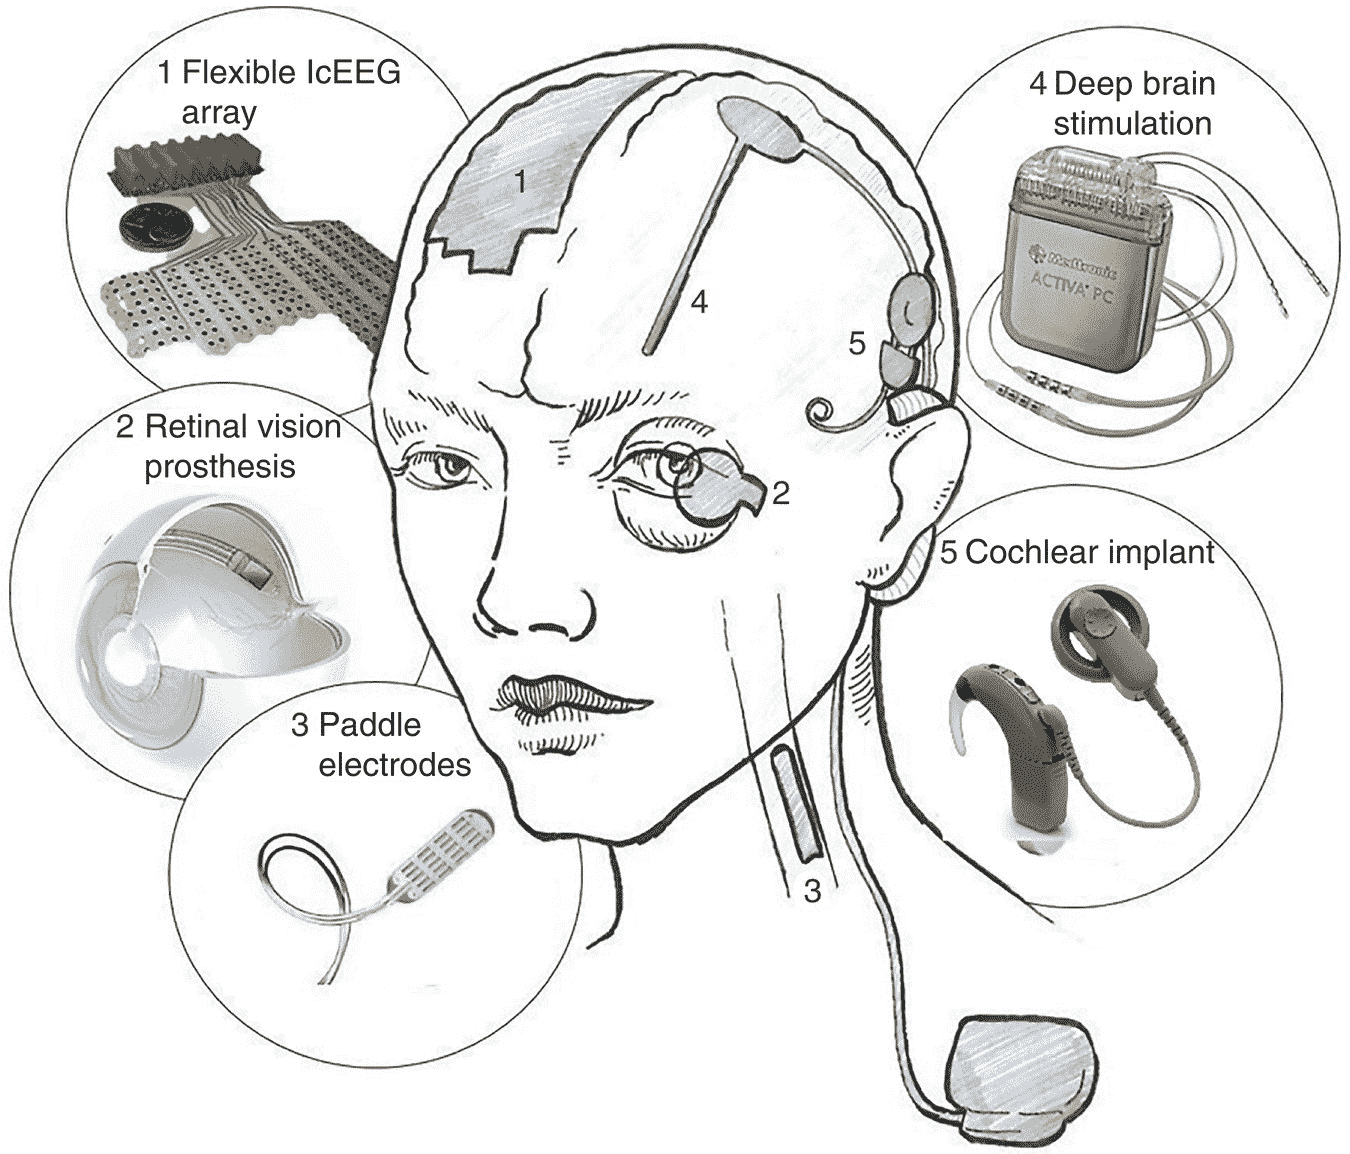 1 Flexible IcEEG
array
4 Deep brain
stimulation
Medtronic
ACTIVA® PC
2 Retinal vision
prosthesis
3 Paddle
electrodes
5 Cochlear implant
1
4
5
2
3